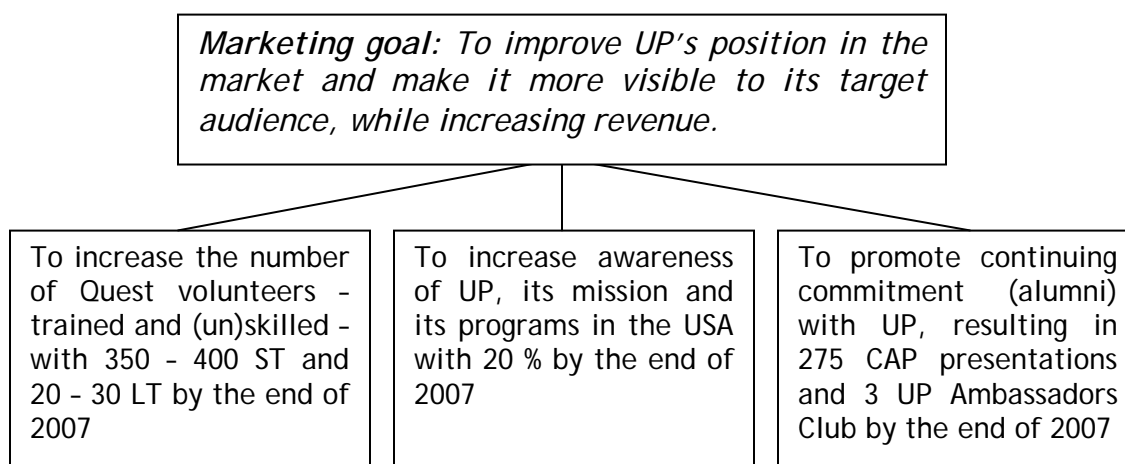 Marketing goal: To improve UP's position in the
market and make it more visible to its target
audience, while increasing revenue.
To increase the number
of Quest volunteers –
trained and (un)skilled –
with 350 – 400 ST and
20 – 30 LT by the end of
2007
To increase awareness
of UP, its mission and
its programs in the USA
with 20 % by the end of
2007
To promote continuing
commitment (alumni)
with UP, resulting in
275 CAP presentations
and 3 UP Ambassadors
Club by the end of 2007